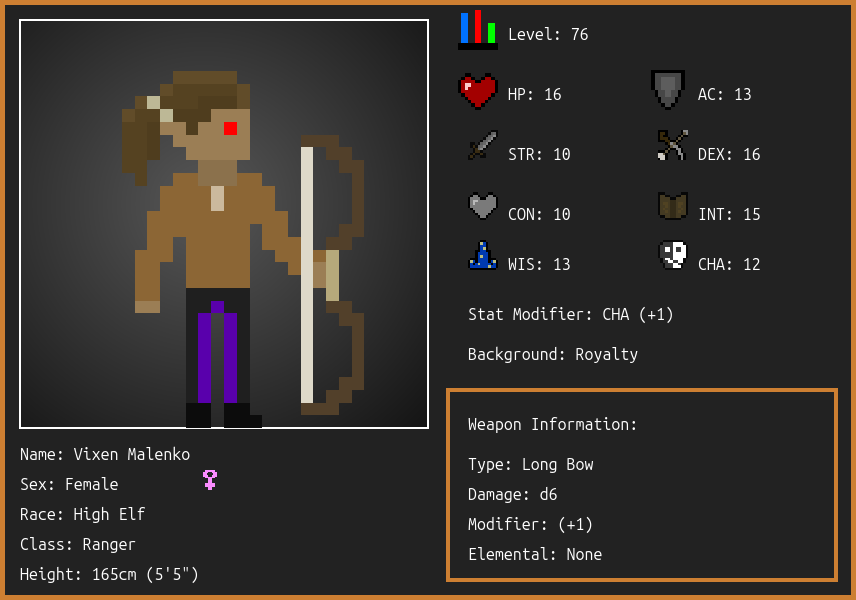 Level: 76
HP: 16
AC: 13
STR: 10
DEX: 16
CON: 10
INT: 15
WIS: 13
CHA: 12
Stat Modifier: CHA (+1)
Background: Royalty
Weapon Information:
Type: Long Bow
Damage: d6
Modifier: (+1)
Elemental: None
Name: Vixen Malenko
Sex: Female
Race: High Elf
Class: Ranger
Height: 165cm (5'5")